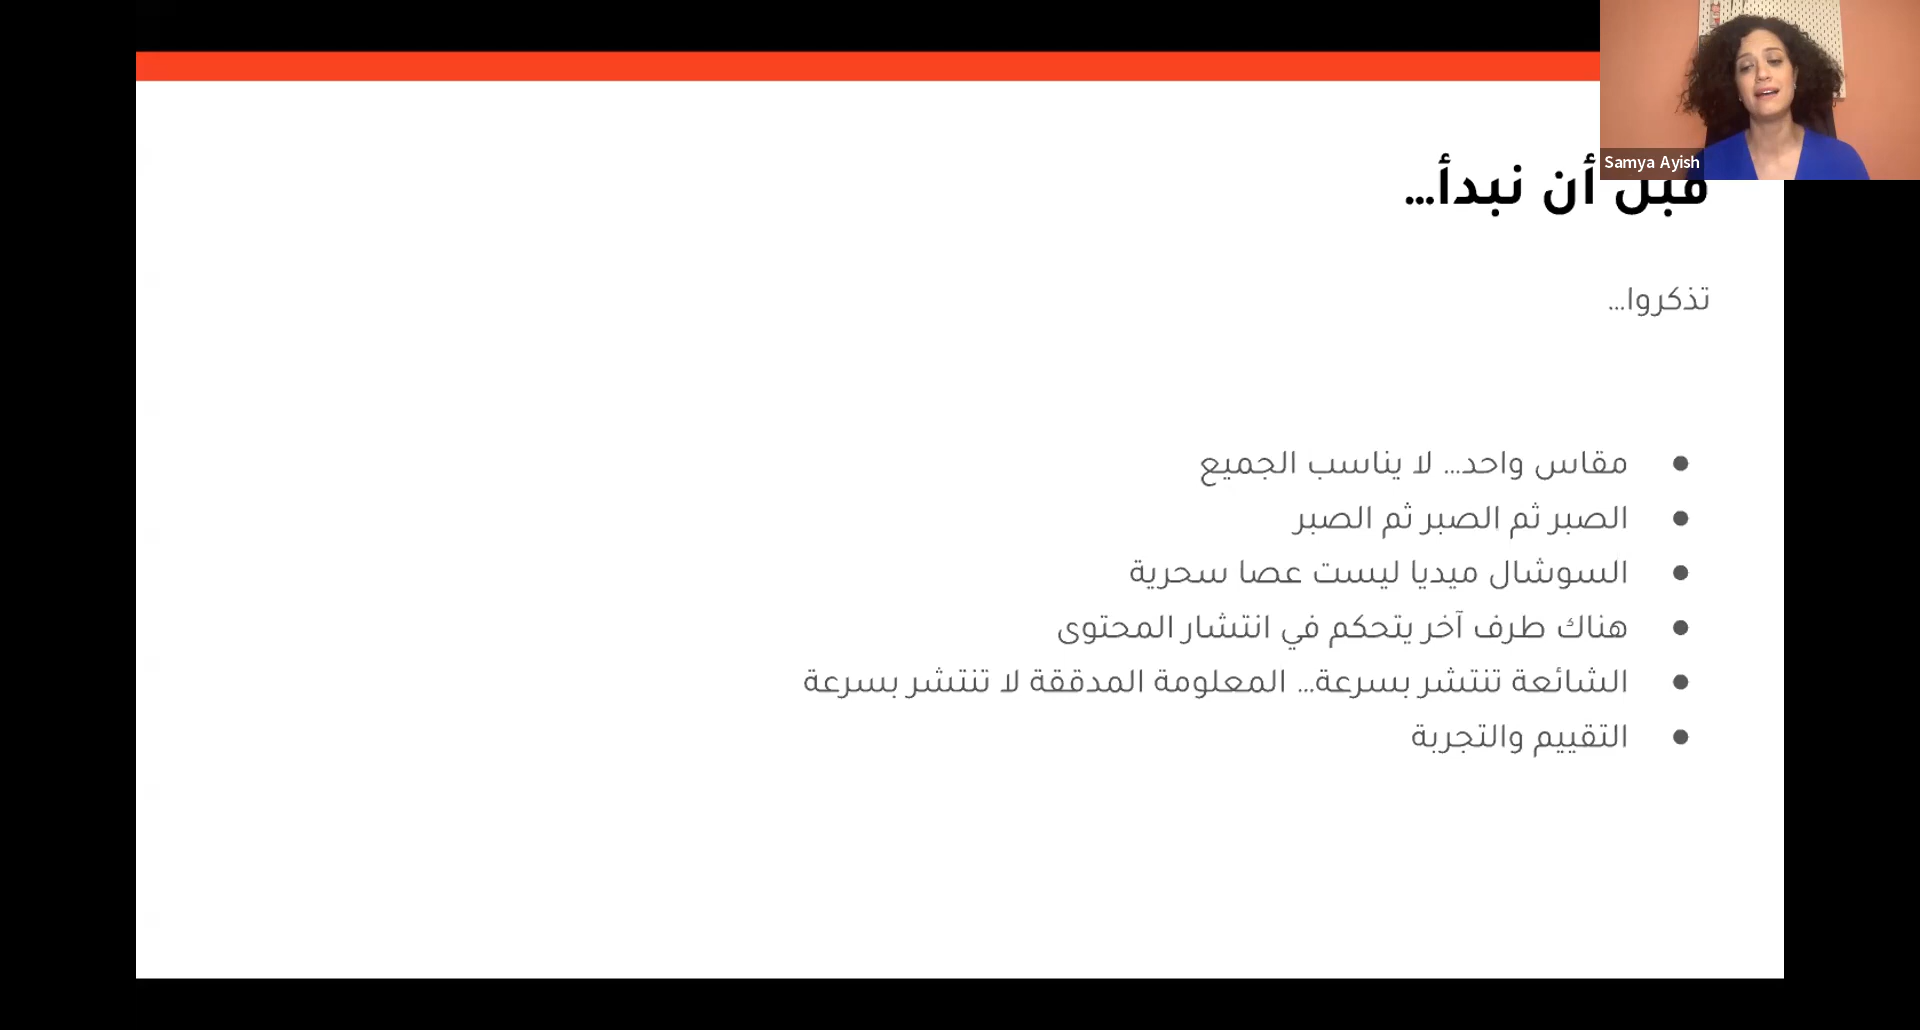 Samya Ayish
قبل أن نبدأ...
تذكروا...
● مقاس واحد... لا يناسب الجميع
● الصبر ثم الصبر ثم الصبر
● السوشال ميديا ليست عصا سحرية
● هناك طرف آخر يتحكم في انتشار المحتوى
● الشائعة تنتشر بسرعة... المعلومة المدققة لا تنتشر بسرعة
● التقييم والتجربة